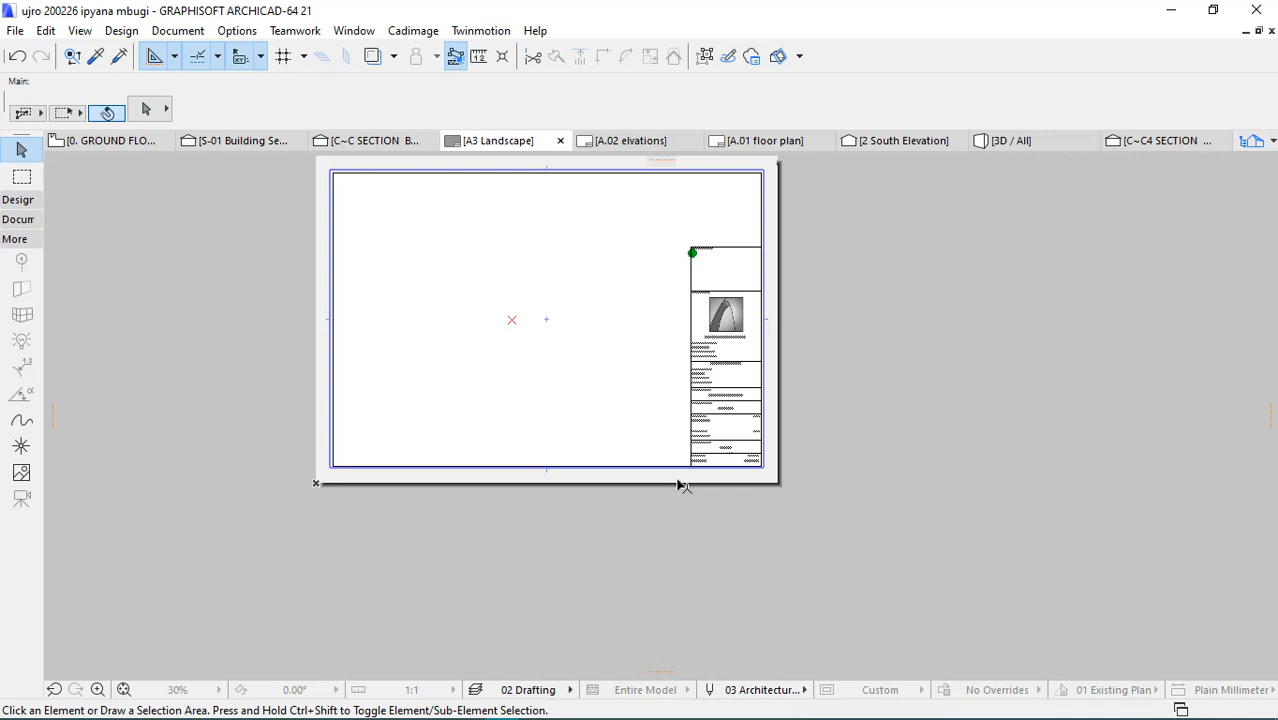 ujro 200226 ipyana mbugi - GRAPHISOFT ARCHICAD-64 21
File Edit View Design Document Options Teamwork Window Cadimage Twinmotion Help
Main:
[0. GROUND FLO... [S-01 Building Se... [C~C SECTION B... [A3 Landscape] [A.02 elvations] [A.01 floor plan] [2 South Elevation] [3D / All] [C~C4 SECTION ...
Design
Docum
More
30% 0.00° 1:1 02 Drafting Entire Model 03 Architectur... Custom No Overrides 01 Existing Plan Plain Millimeter
Click an Element or Draw a Selection Area. Press and Hold Ctrl+Shift to Toggle Element/Sub-Element Selection.